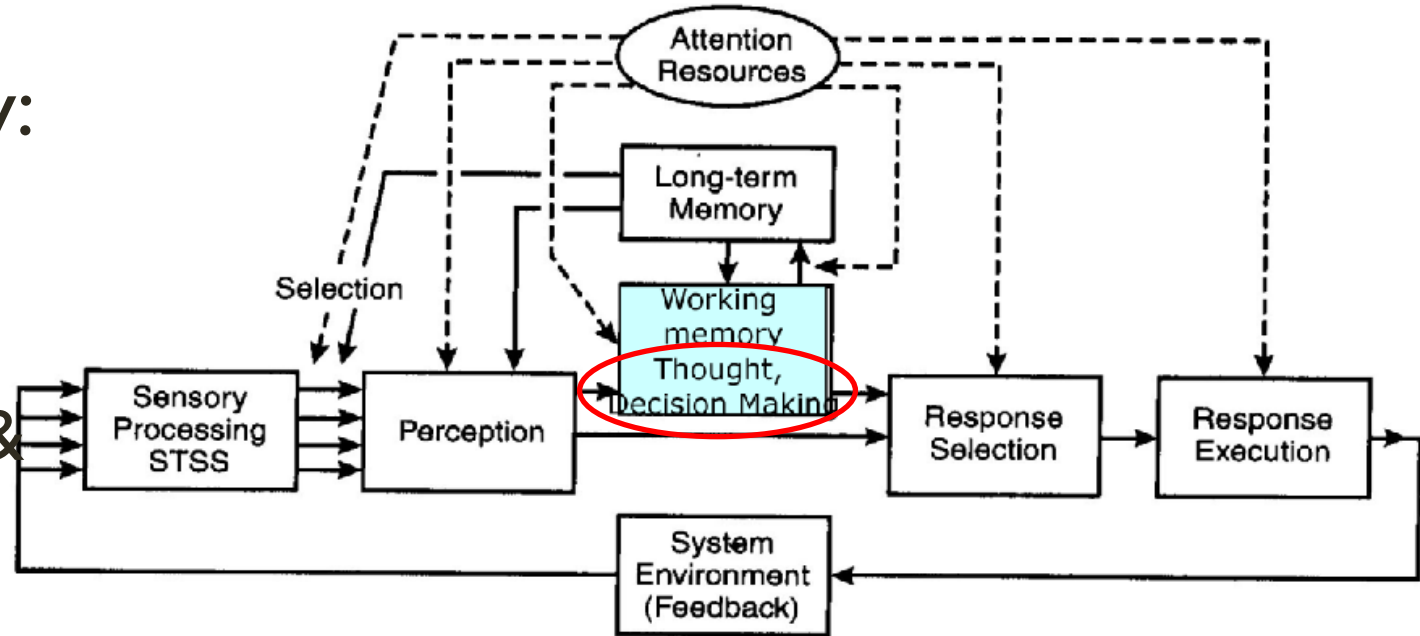 y:
&
Attention
Resources
Long-term
Memory
Selection
Working
memory
Thought,
Decision Making
Sensory
Processing
STSS
Perception
Response
Selection
Response
Execution
System
Environment
(Feedback)